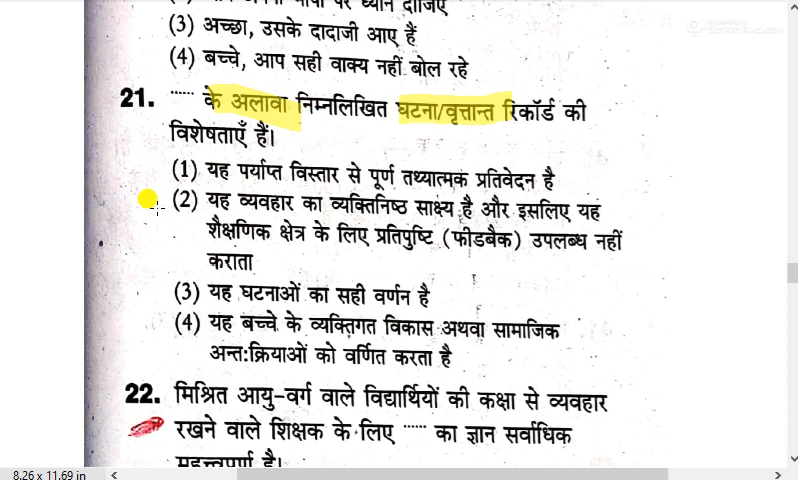 पर ध्यान दीजिए
(3) अच्छा, उसके दादाजी आए हैं
(4) बच्चे, आप सही वाक्य नहीं बोल रहे
21. ...... के अलावा निम्नलिखित घटना/वृत्तान्त रिकॉर्ड की
विशेषताएँ हैं।
(1) यह पर्याप्त विस्तार से पूर्ण तथ्यात्मक प्रतिवेदन है
(2) यह व्यवहार का व्यक्तिनिष्ठ साक्ष्य है और इसलिए यह
शैक्षणिक क्षेत्र के लिए प्रतिपुष्टि (फीडबैक) उपलब्ध नहीं
कराता
(3) यह घटनाओं का सही वर्णन है
(4) यह बच्चे के व्यक्तिगत विकास अथवा सामाजिक
अन्त:क्रियाओं को वर्णित करता है
22. मिश्रित आयु-वर्ग वाले विद्यार्थियों की कक्षा से व्यवहार
रखने वाले शिक्षक के लिए ...... का ज्ञान सर्वाधिक
महत्त्वपूर्ण है।
8.26 x 11.69 in